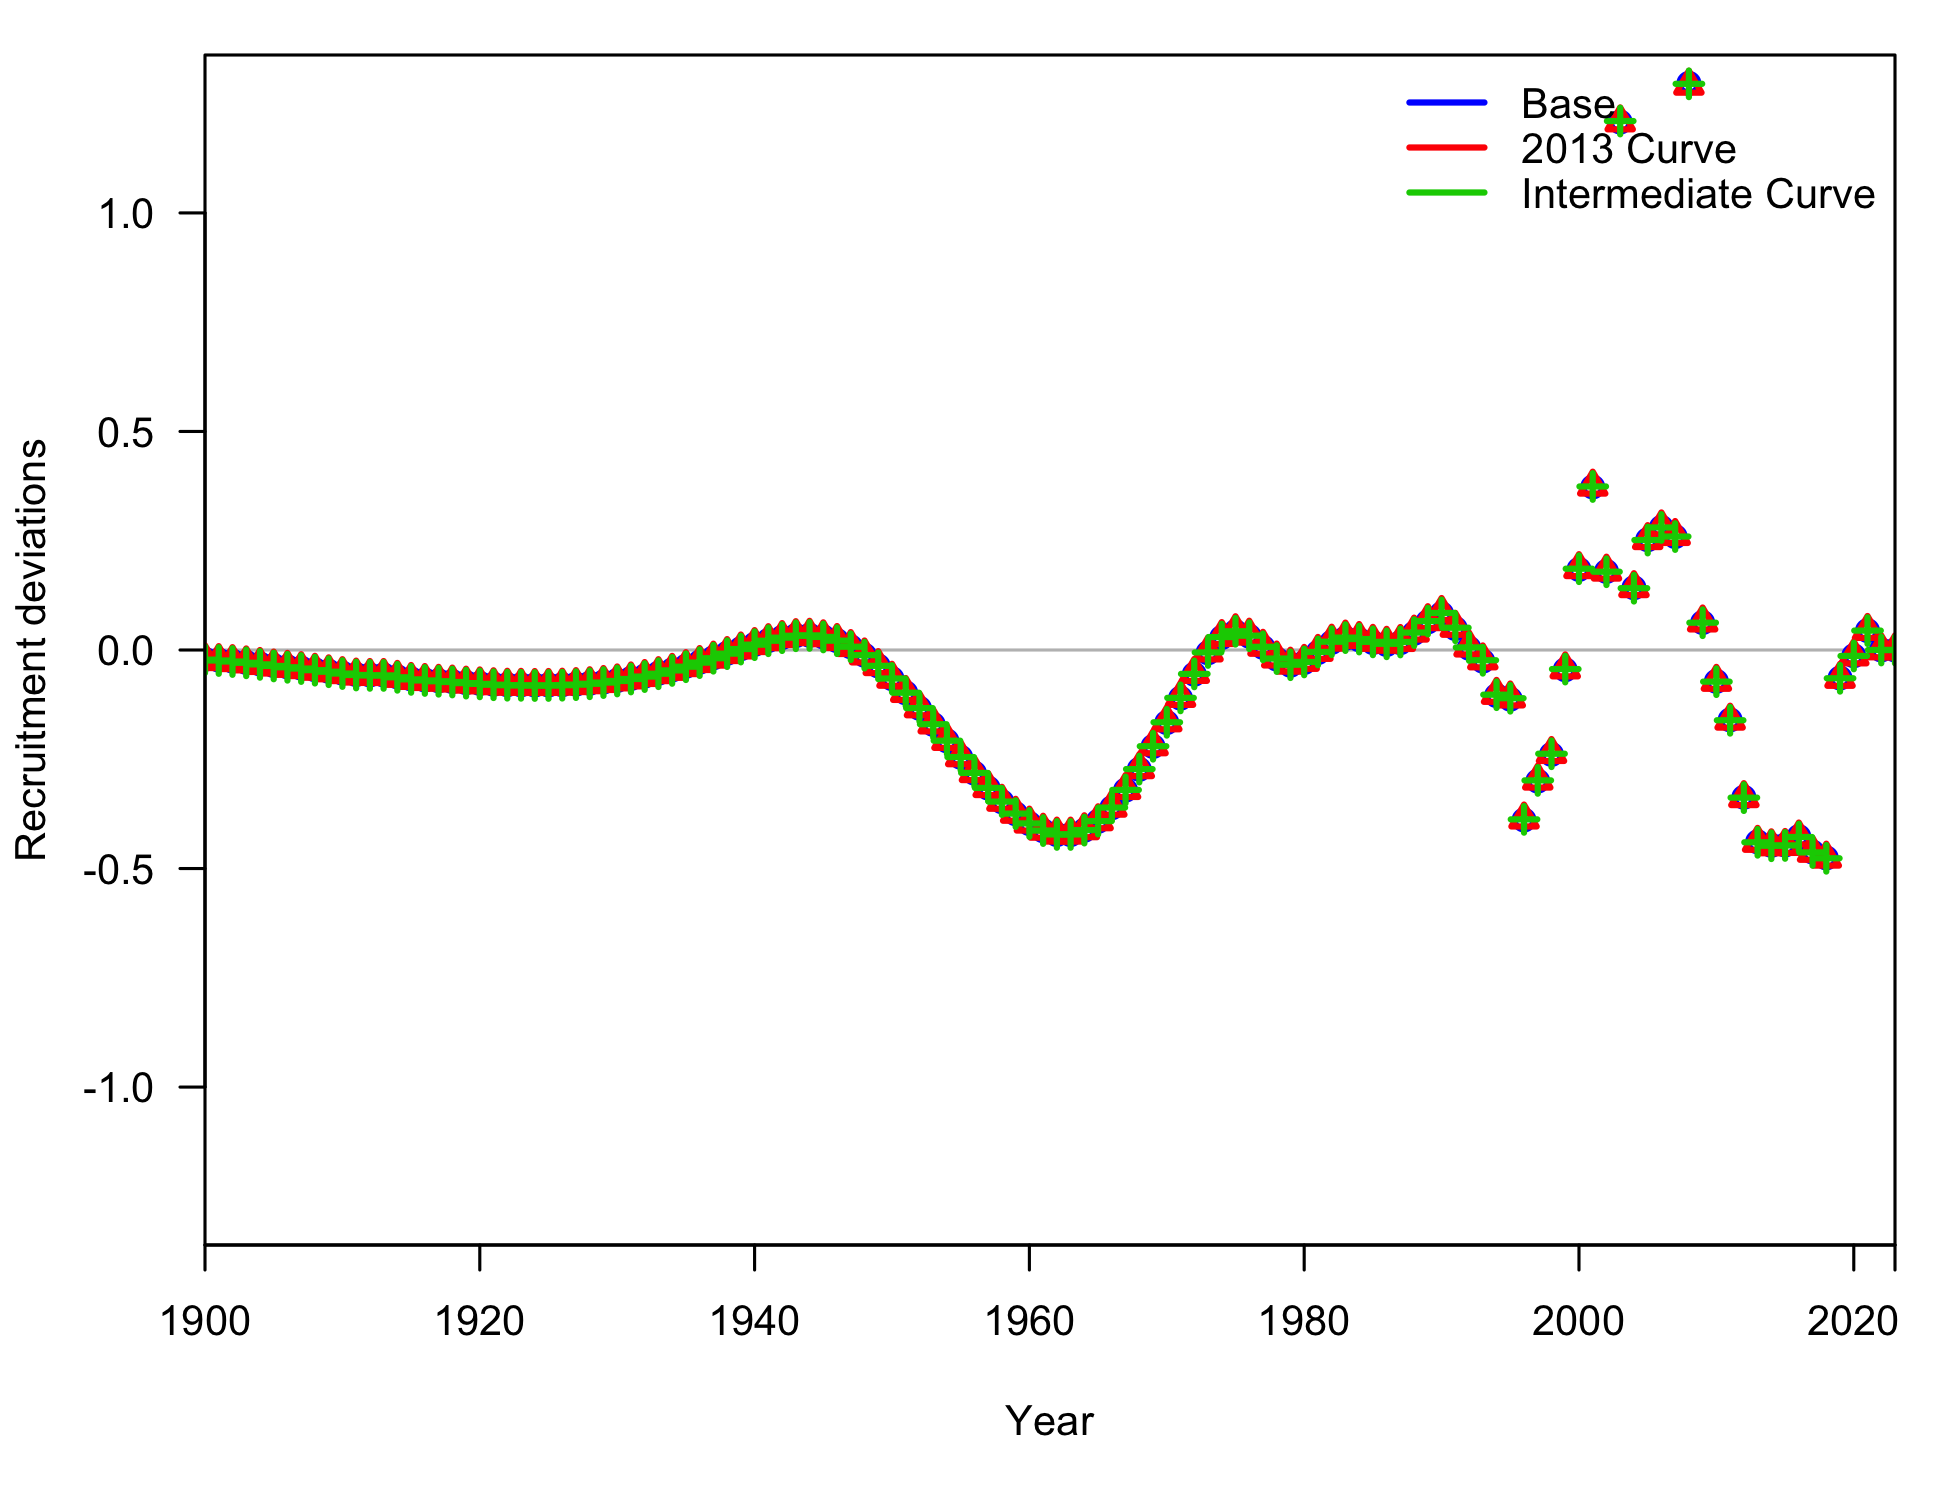 Base
2013 Curve
Intermediate Curve
1.0
0.5
0.0
-0.5
-1.0
Recruitment deviations
1900 1920 1940 1960 1980 2000 2020
Year